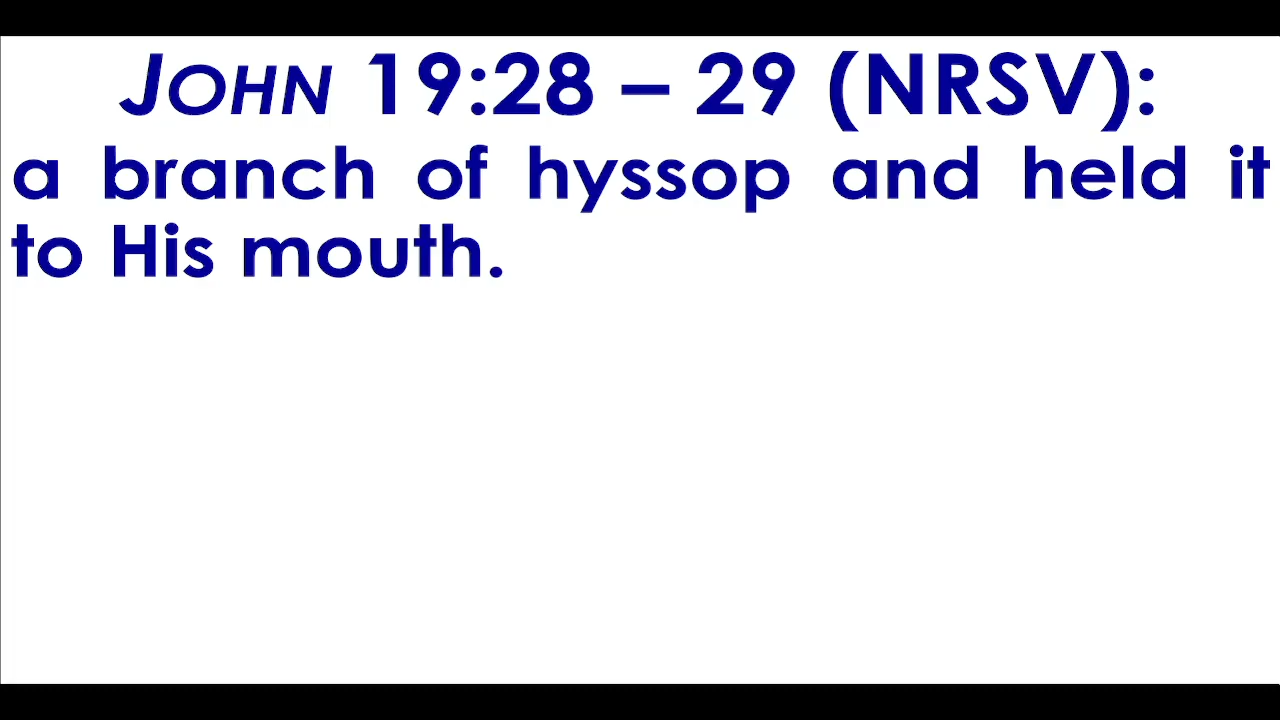 JOHN 19:28 – 29 (NRSV):
a branch of hyssop and held it
to His mouth.